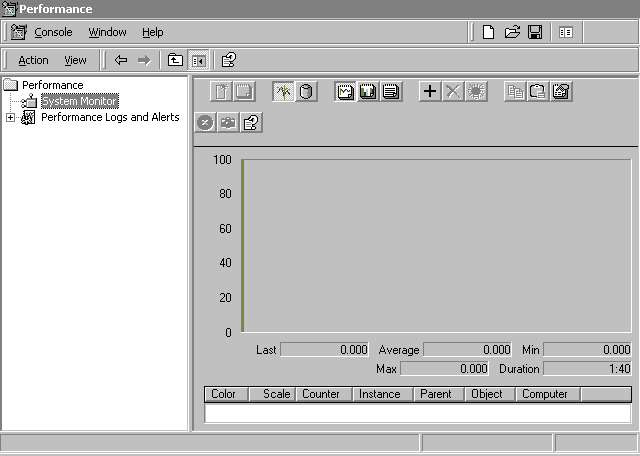 Performance
Console Window Help
Action View
Performance
System Monitor
Performance Logs and Alerts
100
80
60
40
20
0
Last 0.000 Average 0.000 Min 0.000
Max 0.000 Duration 1:40
Color Scale Counter Instance Parent Object Computer